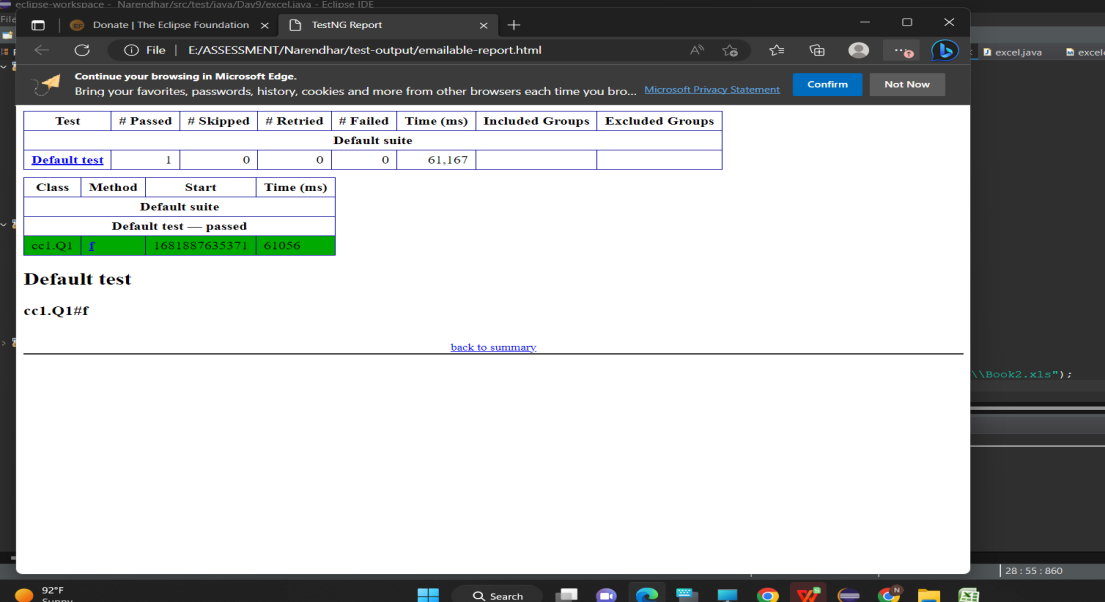 eclipse-workspace - Narendhar/src/test/java/Day9/excel.java - Eclipse IDE
File
Donate | The Eclipse Foundation
TestNG Report
File | E:/ASSESSMENT/Narendhar/test-output/emailable-report.html
excel.java
Continue your browsing in Microsoft Edge.
Bring your favorites, passwords, history, cookies and more from other browsers each time you bro...
Microsoft Privacy Statement
Confirm
Not Now
Test # Passed # Skipped # Retried # Failed Time (ms) Included Groups Excluded Groups
Default suite
Default test 1 0 0 0 61,167
Class Method Start Time (ms)
Default suite
Default test — passed
cc1.Q1 f 1681887635371 61056
Default test
cc1.Q1#f
back to summary
\\Book2.xls");
28 : 55 : 860
92°F
Sunny
Search